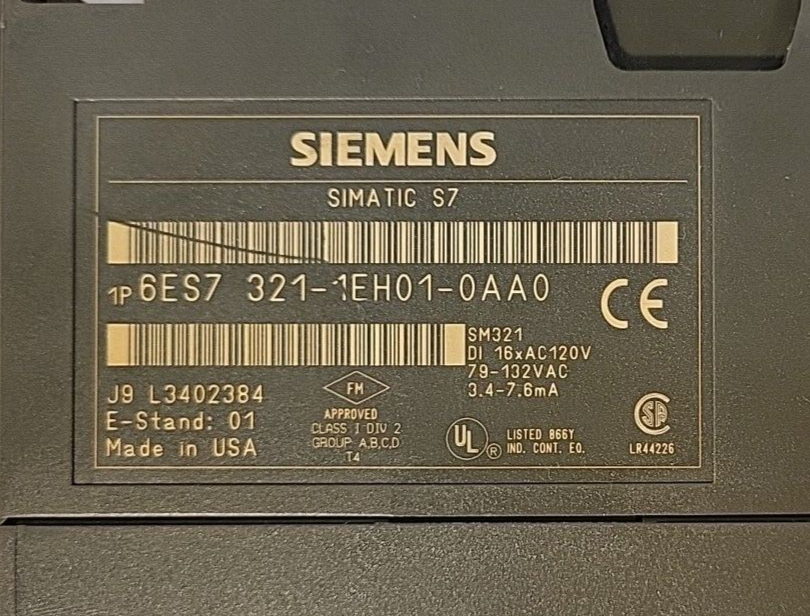 SIEMENS
SIMATIC S7
1P 6ES7 321-1EH01-0AA0
CE
SM321
DI 16xAC120V
79-132VAC
3.4-7.6mA
J9 L3402384
E-Stand: 01
Made in USA
FM
APPROVED
CLASS I DIV 2
GROUP A,B,C,D
T4
UL ®
LISTED 866Y
IND. CONT. EQ.
SA
LR44226